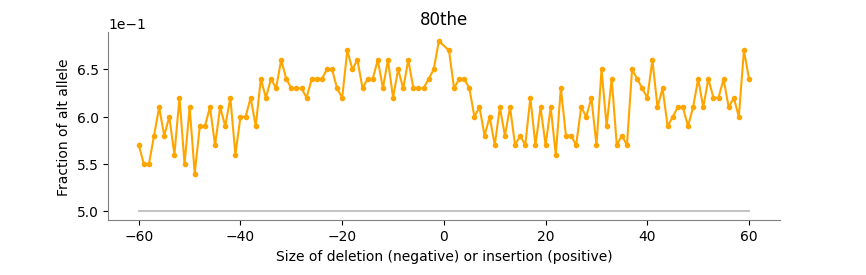 80the
1e−1
6.5
6.0
5.5
5.0
Fraction of alt allele
−60 −40 −20 0 20 40 60
Size of deletion (negative) or insertion (positive)